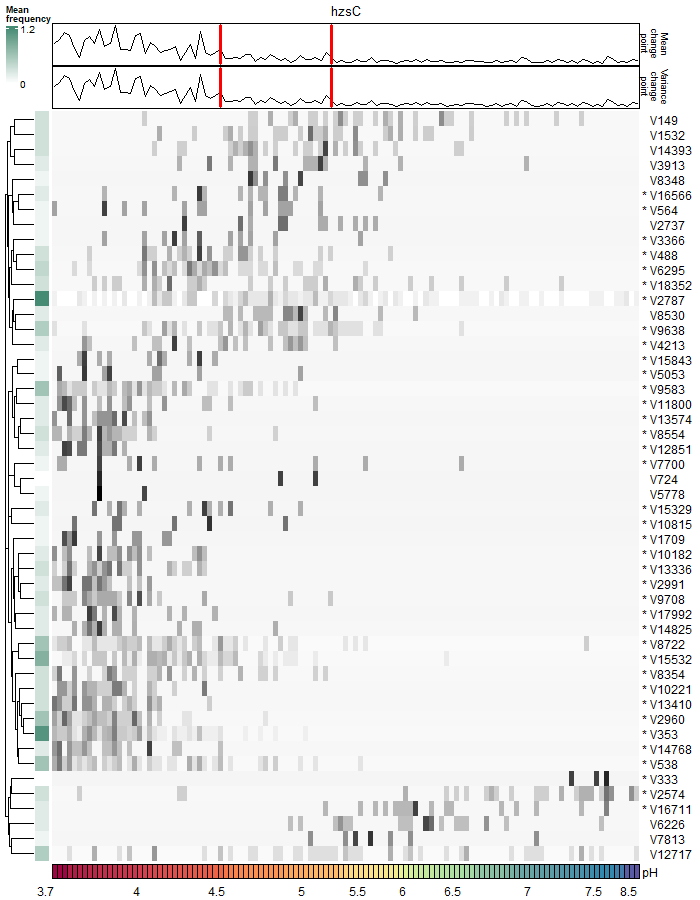 hzsC
Mean
frequency
1.2
0
Mean
change
point
Variance
change
point
V149
V1532
* V14393
V3913
V8348
* V16566
* V564
V2737
* V3366
* V488
* V6295
* V18352
* V2787
V8530
* V9638
* V4213
V15843
* V5053
* V9583
* V11800
* V13574
* V8554
* V12851
* V7700
V724
V5778
* V15329
* V10815
* V1709
* V10182
* V13336
* V2991
* V9708
* V17992
* V14825
* V8722
* V15532
* V8354
* V10221
* V13410
* V2960
* V353
* V14768
* V538
* V333
* V2574
* V16711
V6226
V7813
V12717
pH
3.7 4 4.5 5 5.5 6 6.5 7 7.5 8.5